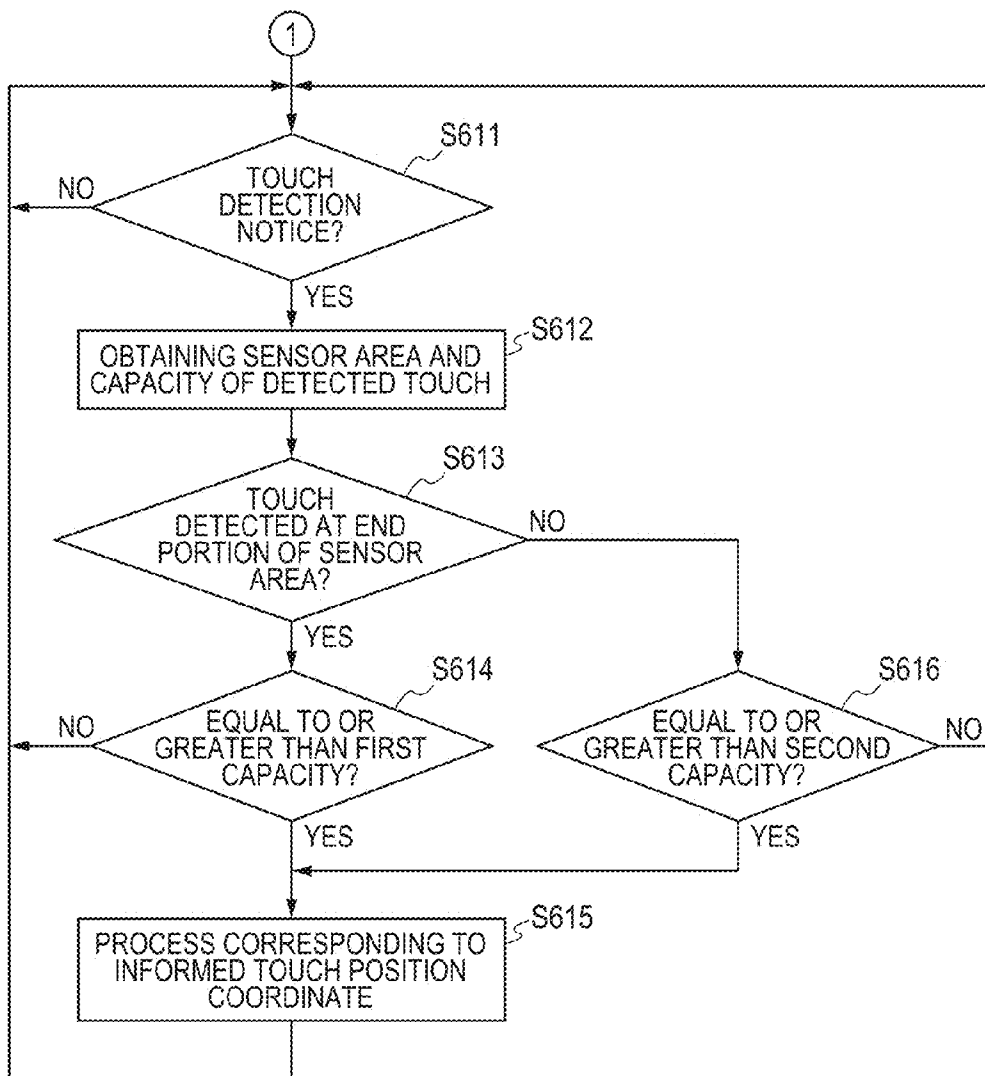 1
S611
TOUCH
DETECTION
NOTICE?
NO
YES
S612
OBTAINING SENSOR AREA AND
CAPACITY OF DETECTED TOUCH
S613
TOUCH
DETECTED AT END
PORTION OF SENSOR
AREA?
NO
YES
S614
EQUAL TO OR
GREATER THAN FIRST
CAPACITY?
NO
YES
S616
EQUAL TO OR
GREATER THAN SECOND
CAPACITY?
NO
YES
S615
PROCESS CORRESPONDING TO
INFORMED TOUCH POSITION
COORDINATE